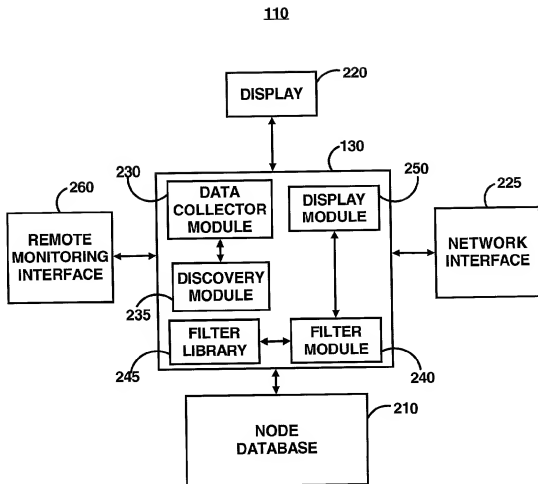 110
DISPLAY
220
130
230
DATA
COLLECTOR
MODULE
250
DISPLAY
MODULE
260
REMOTE
MONITORING
INTERFACE
225
NETWORK
INTERFACE
DISCOVERY
MODULE
235
FILTER
LIBRARY
245
FILTER
MODULE
240
210
NODE
DATABASE